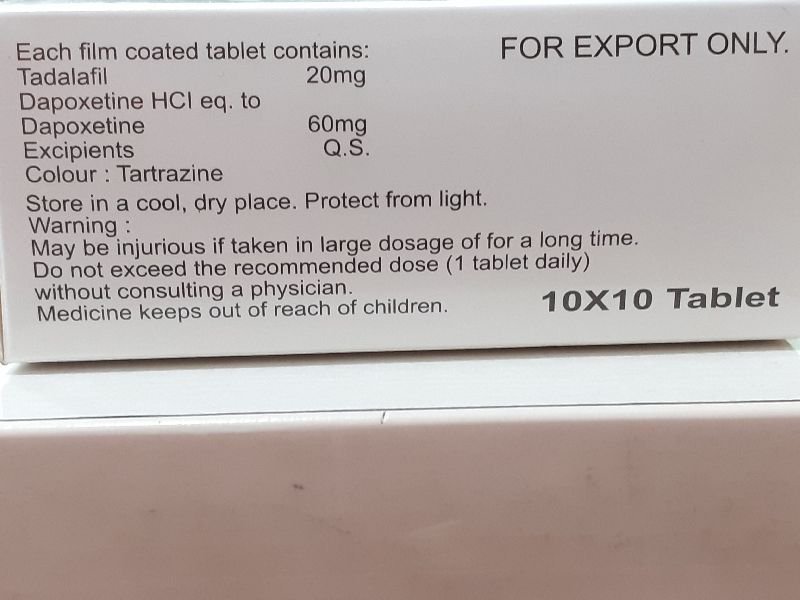 Each film coated tablet contains:
FOR EXPORT ONLY.
Tadalafil 20mg
Dapoxetine HCl eq. to
Dapoxetine 60mg
Excipients Q.S.
Colour : Tartrazine
Store in a cool, dry place. Protect from light.
Warning :
May be injurious if taken in large dosage of for a long time.
Do not exceed the recommended dose (1 tablet daily)
without consulting a physician.
Medicine keeps out of reach of children.
10X10 Tablet